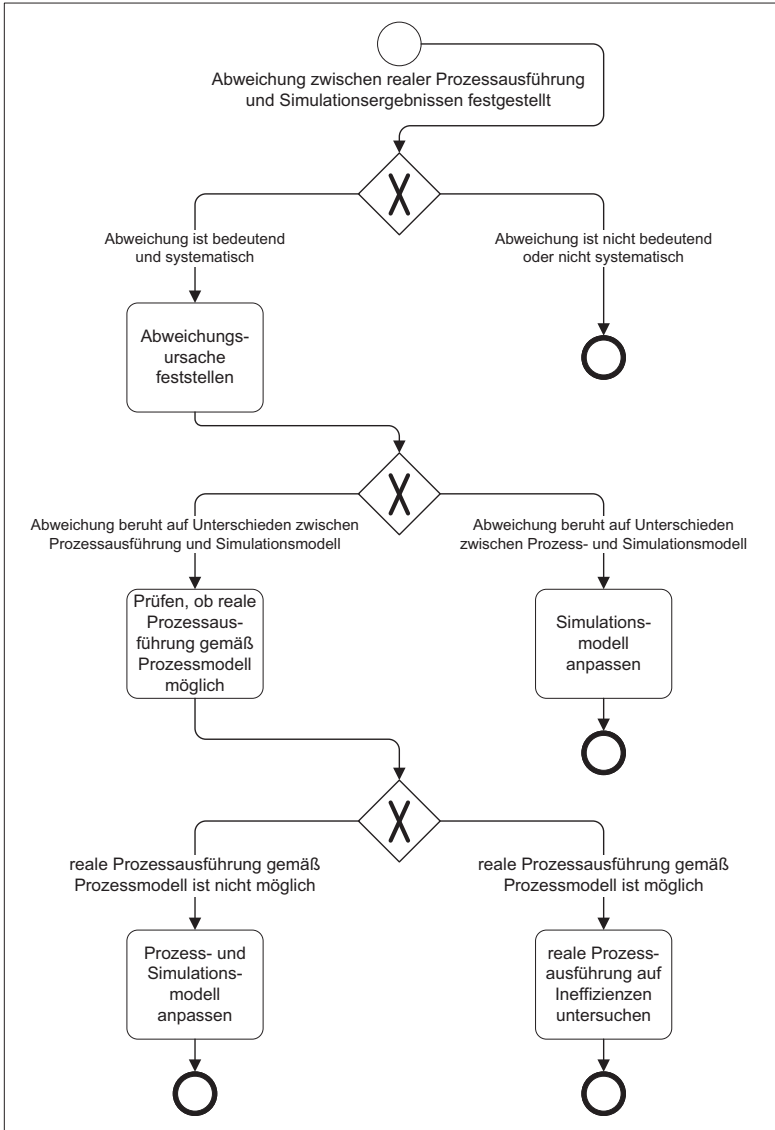 Abweichung zwischen realer Prozessausführung
und Simulationsergebnissen festgestellt
Abweichung ist bedeutend
und systematisch
Abweichung ist nicht bedeutend
oder nicht systematisch
Abweichungs-
ursache
feststellen
Abweichung beruht auf Unterschieden zwischen
Prozessausführung und Simulationsmodell
Abweichung beruht auf Unterschieden
zwischen Prozess- und Simulationsmodell
Prüfen, ob reale
Prozessaus-
führung gemäß
Prozessmodell
möglich
Simulations-
modell
anpassen
reale Prozessausführung gemäß
Prozessmodell ist nicht möglich
reale Prozessausführung gemäß
Prozessmodell ist möglich
Prozess- und
Simulations-
modell
anpassen
reale Prozess-
ausführung auf
Ineffizienzen
untersuchen